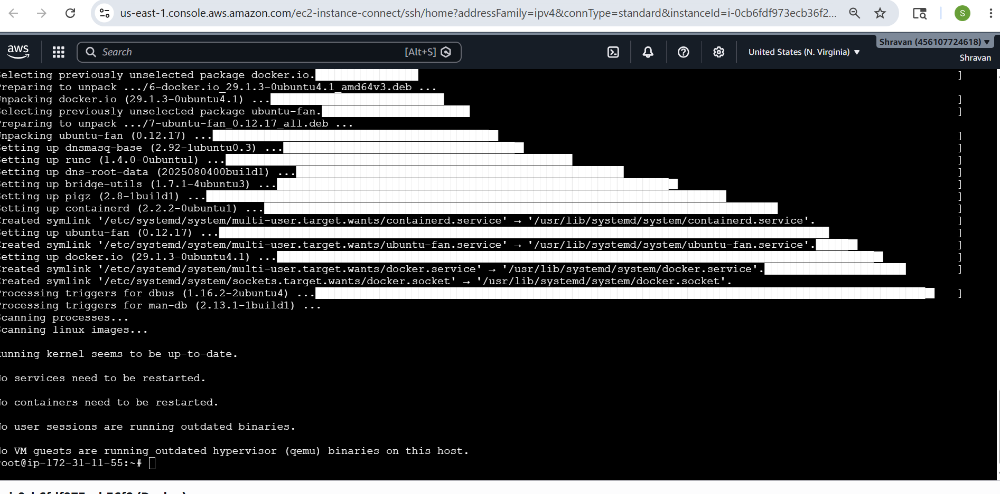 us-east-1.console.aws.amazon.com/ec2-instance-connect/ssh/home?addressFamily=ipv4&connType=standard&instanceId=i-0cb6fdf973ecb36f2...
S
aws
Search
[Alt+S]
United States (N. Virginia)
Shravan (456107724618)
Shravan
electing previously unselected package docker.io. ]
reparing to unpack .../6-docker.io_29.1.3-0ubuntu4.1_amd64v3.deb ...
npacking docker.io (29.1.3-0ubuntu4.1) ... ]
electing previously unselected package ubuntu-fan. ]
reparing to unpack .../7-ubuntu-fan_0.12.17_all.deb ...
npacking ubuntu-fan (0.12.17) ... ]
etting up dnsmasq-base (2.92-1ubuntu0.3) ... ]
etting up runc (1.4.0-0ubuntu1) ... ]
etting up dns-root-data (2025080400build1) ... ]
etting up bridge-utils (1.7.1-4ubuntu3) ... ]
etting up pigz (2.8-1build1) ... ]
etting up containerd (2.2.2-0ubuntu1) ... ]
reated symlink '/etc/systemd/system/multi-user.target.wants/containerd.service' → '/usr/lib/systemd/system/containerd.service'. ]
etting up ubuntu-fan (0.12.17) ... ]
reated symlink '/etc/systemd/system/multi-user.target.wants/ubuntu-fan.service' → '/usr/lib/systemd/system/ubuntu-fan.service'. ]
etting up docker.io (29.1.3-0ubuntu4.1) ... ]
reated symlink '/etc/systemd/system/multi-user.target.wants/docker.service' → '/usr/lib/systemd/system/docker.service'. ]
reated symlink '/etc/systemd/system/sockets.target.wants/docker.socket' → '/usr/lib/systemd/system/docker.socket'.
rocessing triggers for dbus (1.16.2-2ubuntu4) ... ]
rocessing triggers for man-db (2.13.1-1build1) ...
canning processes...
canning linux images...
unning kernel seems to be up-to-date.
o services need to be restarted.
o containers need to be restarted.
o user sessions are running outdated binaries.
o VM guests are running outdated hypervisor (qemu) binaries on this host.
oot@ip-172-31-11-55:~#